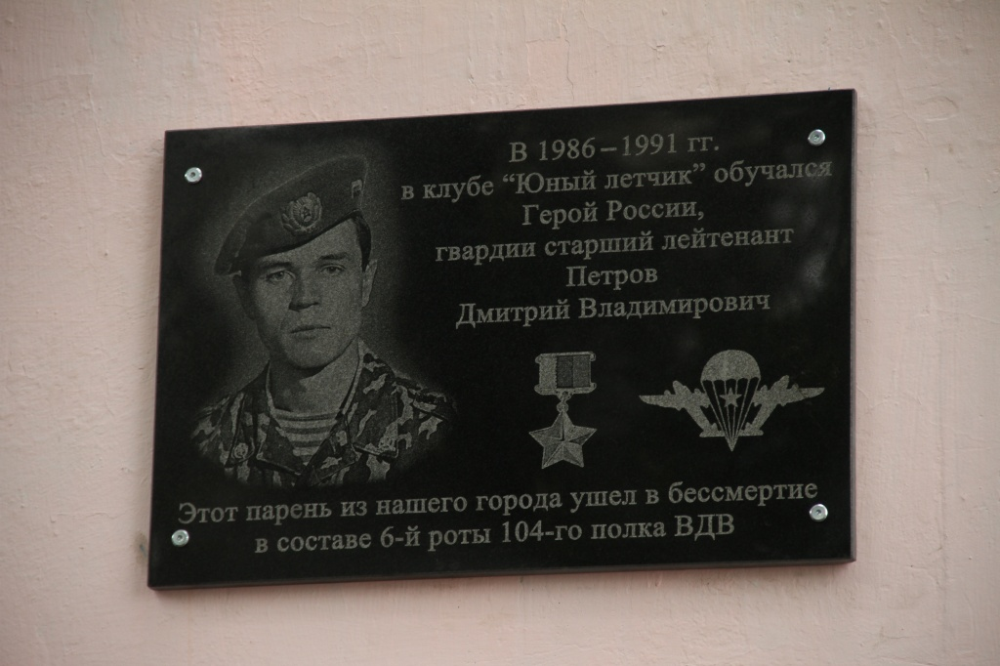 В 1986–1991 гг.
в клубе “Юный летчик” обучался
Герой России,
гвардии старший лейтенант
Петров
Дмитрий Владимирович
Этот парень из нашего города ушел в бессмертие
в составе 6-й роты 104-го полка ВДВ